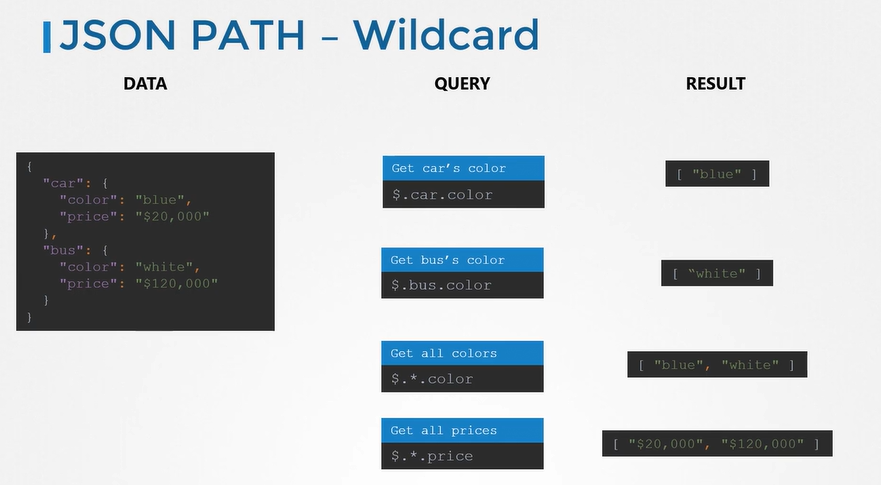 JSON PATH – Wildcard
DATA
QUERY
RESULT
{
"car": {
"color": "blue",
"price": "$20,000"
},
"bus": {
"color": "white",
"price": "$120,000"
}
}
Get car’s color
$.car.color
[ "blue" ]
Get bus’s color
$.bus.color
[ “white" ]
Get all colors
$.*.color
[ "blue", "white" ]
Get all prices
$.*.price
[ "$20,000", "$120,000" ]